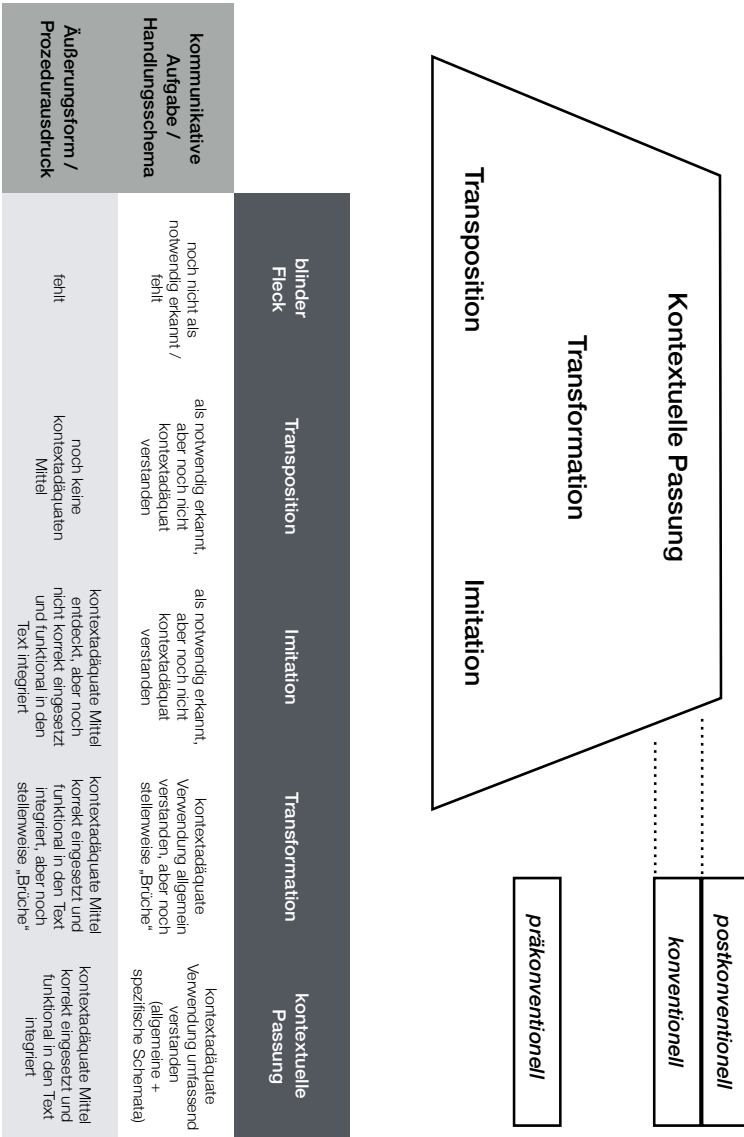 Kontextuelle Passung
Transformation
Transposition
Imitation
postkonventionell
konventionell
präkonventionell
blinder
Fleck
Transposition
Imitation
Transformation
kontextuelle
Passung
kommunikative
Aufgabe /
Handlungsschema
noch nicht als
notwendig erkannt /
fehlt
als notwendig erkannt,
aber noch nicht
kontextadäquat
verstanden
als notwendig erkannt,
aber noch nicht
kontextadäquat
verstanden
kontextadäquate
Verwendung allgemein
verstanden, aber noch
stellenweise „Brüche“
kontextadäquate
Verwendung umfassend
verstanden
(allgemeine +
spezifische Schemata)
Äußerungsform /
Prozedurausdruck
fehlt
noch keine
kontextadäquaten
Mittel
kontextadäquate Mittel
entdeckt, aber noch
nicht korrekt eingesetzt
und funktional in den
Text integriert
kontextadäquate Mittel
korrekt eingesetzt und
funktional in den Text
integriert, aber noch
stellenweise „Brüche“
kontextadäquate Mittel
korrekt eingesetzt und
funktional in den Text
integriert